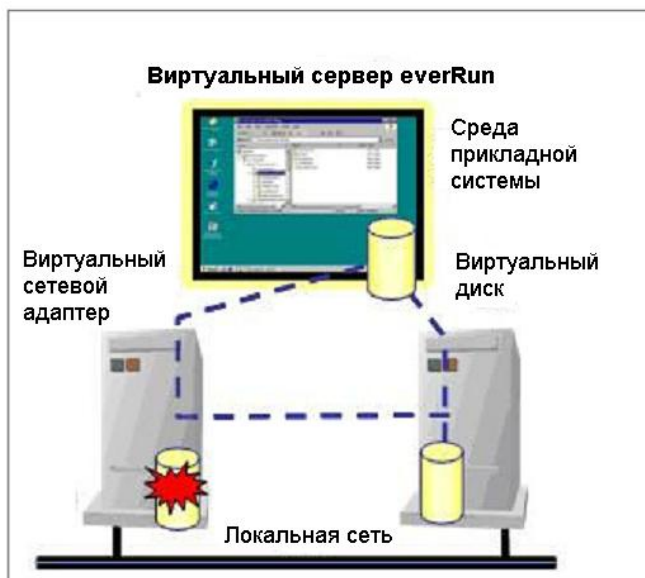 Виртуальный сервер everRun
Среда
прикладной
системы
Виртуальный
сетевой
адаптер
Виртуальный
диск
Локальная сеть